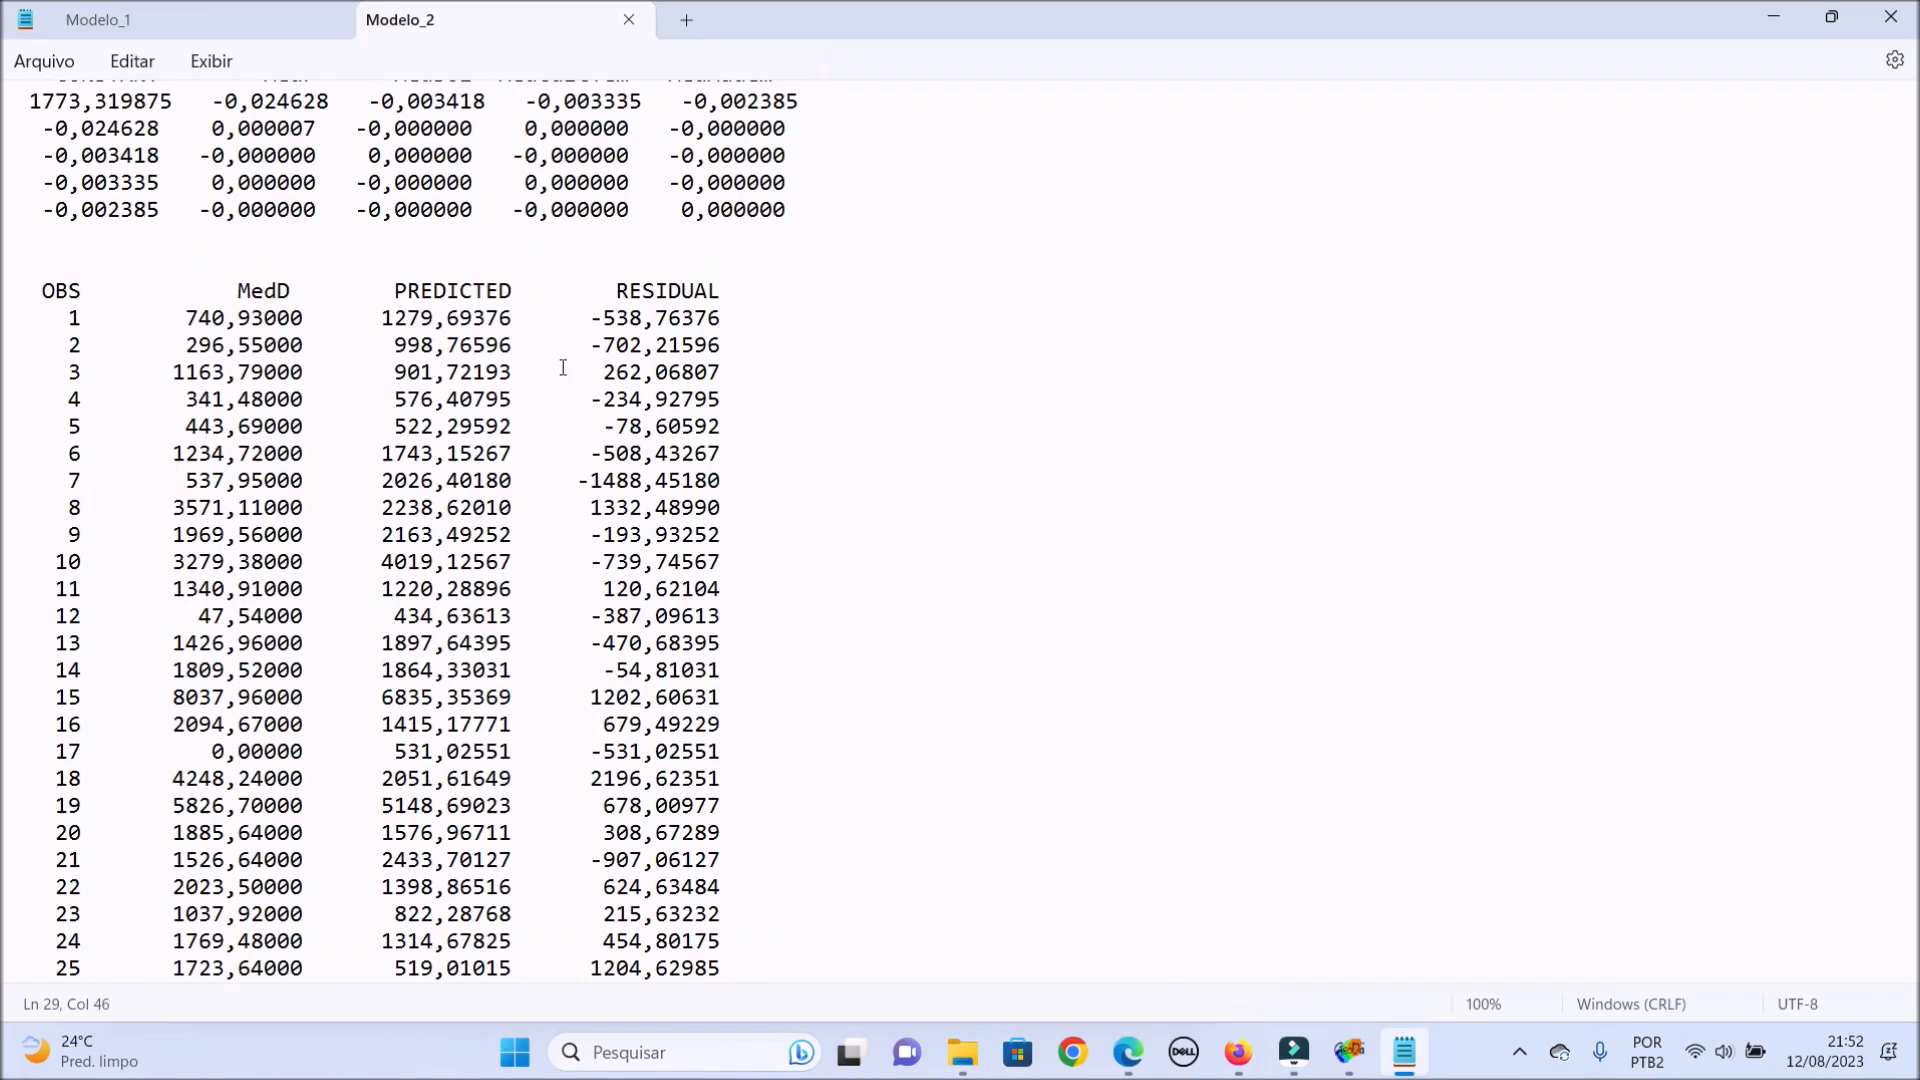 Modelo_1
Modelo_2
Arquivo Editar Exibir
1773,319875 -0,024628 -0,003418 -0,003335 -0,002385
-0,024628 0,000007 -0,000000 0,000000 -0,000000
-0,003418 -0,000000 0,000000 -0,000000 -0,000000
-0,003335 0,000000 -0,000000 0,000000 -0,000000
-0,002385 -0,000000 -0,000000 -0,000000 0,000000
OBS MedD PREDICTED RESIDUAL
1 740,93000 1279,69376 -538,76376
2 296,55000 998,76596 -702,21596
3 1163,79000 901,72193 262,06807
4 341,48000 576,40795 -234,92795
5 443,69000 522,29592 -78,60592
6 1234,72000 1743,15267 -508,43267
7 537,95000 2026,40180 -1488,45180
8 3571,11000 2238,62010 1332,48990
9 1969,56000 2163,49252 -193,93252
10 3279,38000 4019,12567 -739,74567
11 1340,91000 1220,28896 120,62104
12 47,54000 434,63613 -387,09613
13 1426,96000 1897,64395 -470,68395
14 1809,52000 1864,33031 -54,81031
15 8037,96000 6835,35369 1202,60631
16 2094,67000 1415,17771 679,49229
17 0,00000 531,02551 -531,02551
18 4248,24000 2051,61649 2196,62351
19 5826,70000 5148,69023 678,00977
20 1885,64000 1576,96711 308,67289
21 1526,64000 2433,70127 -907,06127
22 2023,50000 1398,86516 624,63484
23 1037,92000 822,28768 215,63232
24 1769,48000 1314,67825 454,80175
25 1723,64000 519,01015 1204,62985
Ln 29, Col 46 100% Windows (CRLF) UTF-8
24°C
Pred. limpo
Pesquisar
DELL
POR
PTB2
21:52
12/08/2023